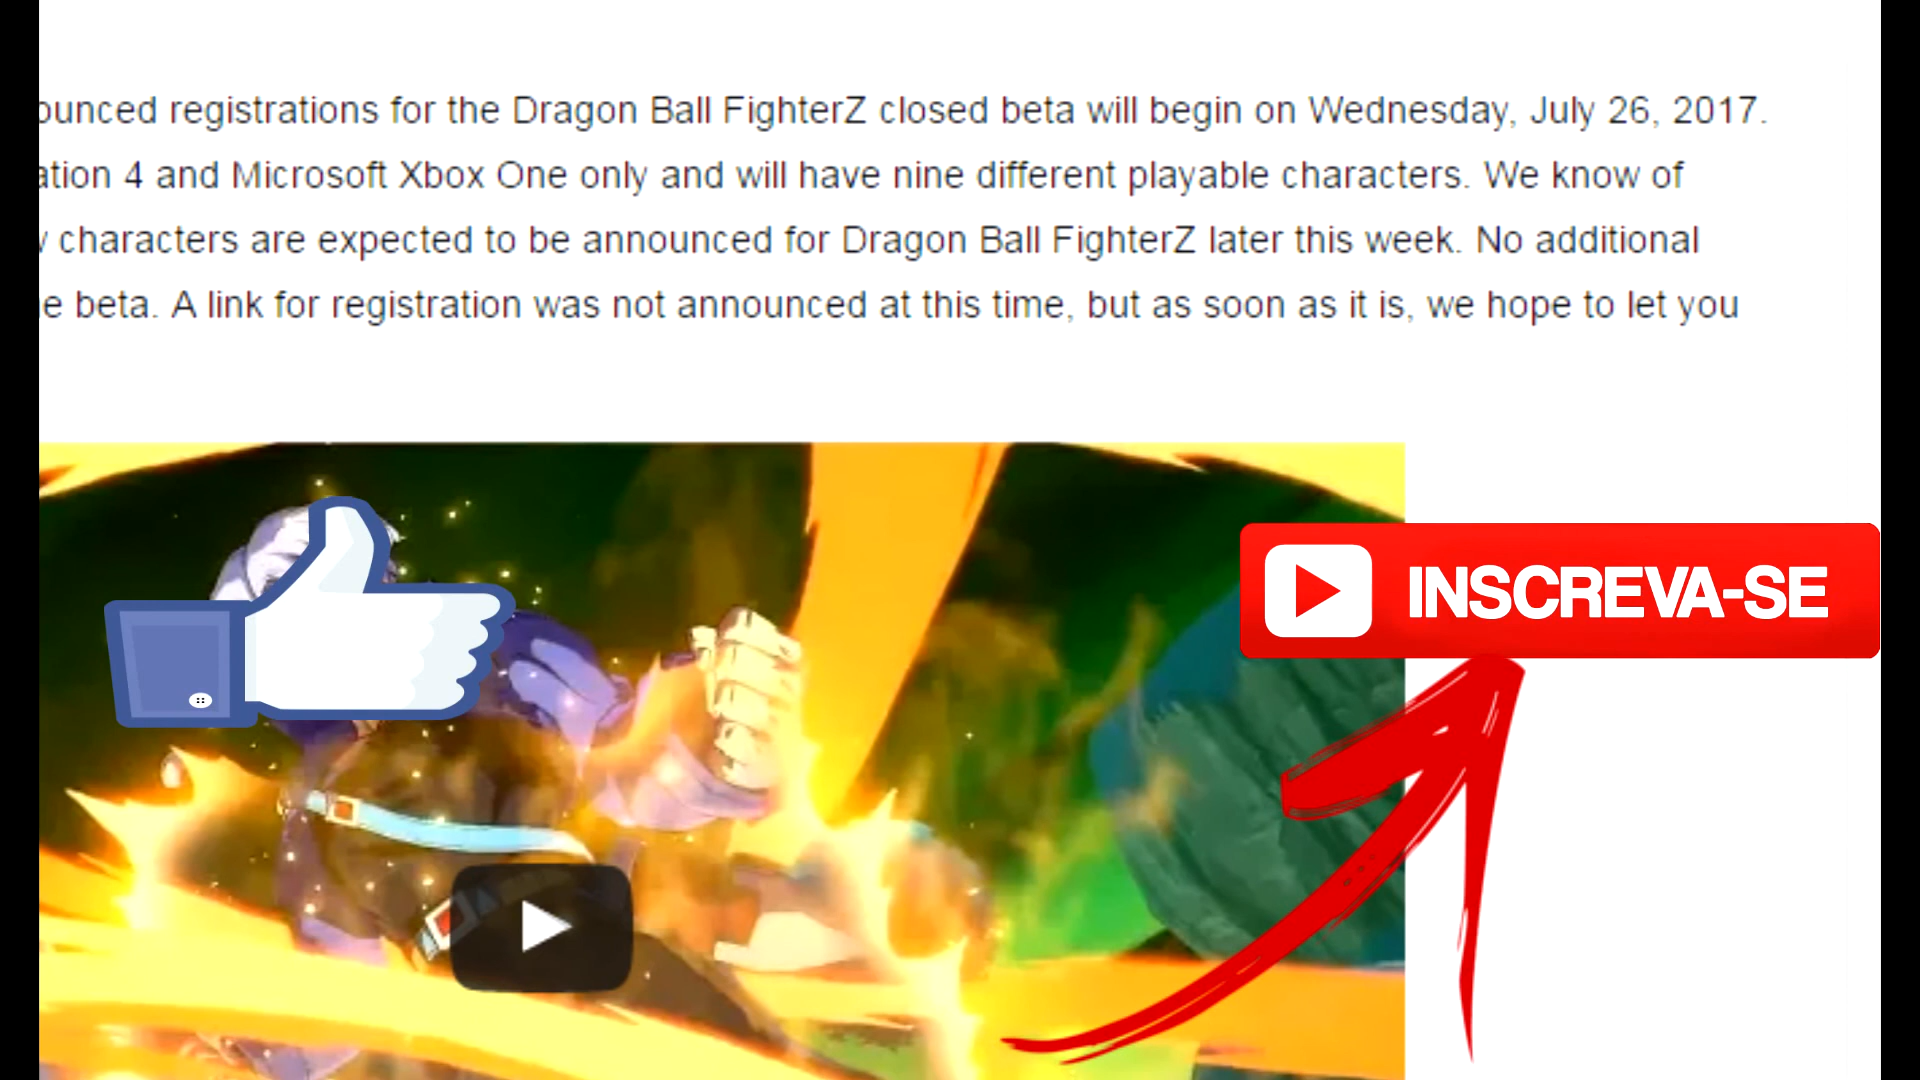 ounced registrations for the Dragon Ball FighterZ closed beta will begin on Wednesday, July 26, 2017.
ation 4 and Microsoft Xbox One only and will have nine different playable characters. We know of
characters are expected to be announced for Dragon Ball FighterZ later this week. No additional
e beta. A link for registration was not announced at this time, but as soon as it is, we hope to let you
INSCREVA-SE